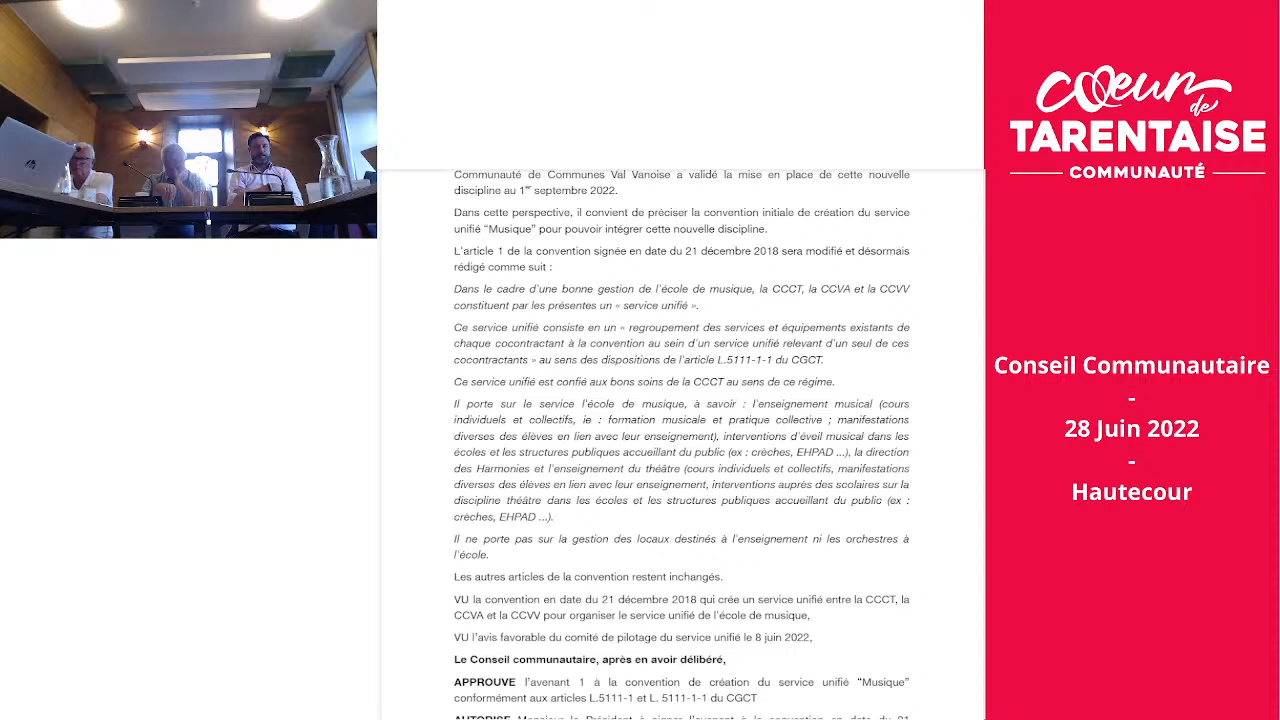 Communauté de Communes Val Vanoise a validé la mise en place de cette nouvelle
discipline au 1er septembre 2022.
Dans cette perspective, il convient de préciser la convention initiale de création du service
unifié “Musique” pour pouvoir intégrer cette nouvelle discipline.
L'article 1 de la convention signée en date du 21 décembre 2018 sera modifié et désormais
rédigé comme suit :
Dans le cadre d'une bonne gestion de l'école de musique, la CCCT, la CCVA et la CCVV
constituent par les présentes un « service unifié ».
Ce service unifié consiste en un « regroupement des services et équipements existants de
chaque cocontractant à la convention au sein d'un service unifié relevant d'un seul de ces
cocontractants » au sens des dispositions de l'article L.5111-1-1 du CGCT.
Ce service unifié est confié aux bons soins de la CCCT au sens de ce régime.
Il porte sur le service l'école de musique, à savoir : l'enseignement musical (cours
individuels et collectifs, ie : formation musicale et pratique collective ; manifestations
diverses des élèves en lien avec leur enseignement), interventions d'éveil musical dans les
écoles et les structures publiques accueillant du public (ex : crèches, EHPAD ...), la direction
des Harmonies et l'enseignement du théâtre (cours individuels et collectifs, manifestations
diverses des élèves en lien avec leur enseignement, interventions auprès des scolaires sur la
discipline théâtre dans les écoles et les structures publiques accueillant du public (ex :
crèches, EHPAD ...).
Il ne porte pas sur la gestion des locaux destinés à l'enseignement ni les orchestres à
l'école.
Les autres articles de la convention restent inchangés.
VU la convention en date du 21 décembre 2018 qui crée un service unifié entre la CCCT, la
CCVA et la CCVV pour organiser le service unifié de l'école de musique,
VU l'avis favorable du comité de pilotage du service unifié le 8 juin 2022,
Le Conseil communautaire, après en avoir délibéré,
APPROUVE l'avenant 1 à la convention de création du service unifié “Musique”
conformément aux articles L.5111-1 et L. 5111-1-1 du CGCT
AUTORISE Monsieur le Président à signer l'avenant à la convention en date du 21
cœur
de
TARENTAISE
COMMUNAUTÉ
Conseil Communautaire
-
28 Juin 2022
-
Hautecour